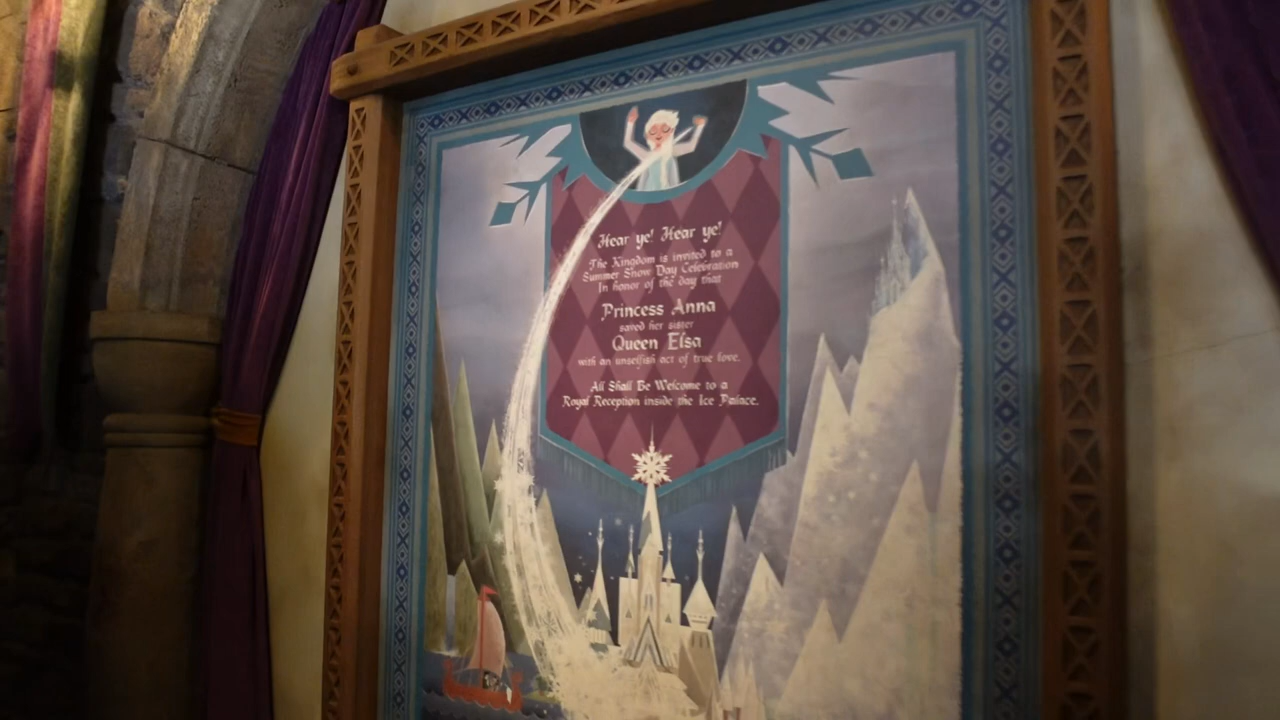 Hear ye! Hear ye!
The Kingdom is invited to a
Summer Snow Day Celebration
In honor of the day that
Princess Anna
saved her sister
Queen Elsa
with an unselfish act of true love.
All Shall Be Welcome to a
Royal Reception inside the Ice Palace.